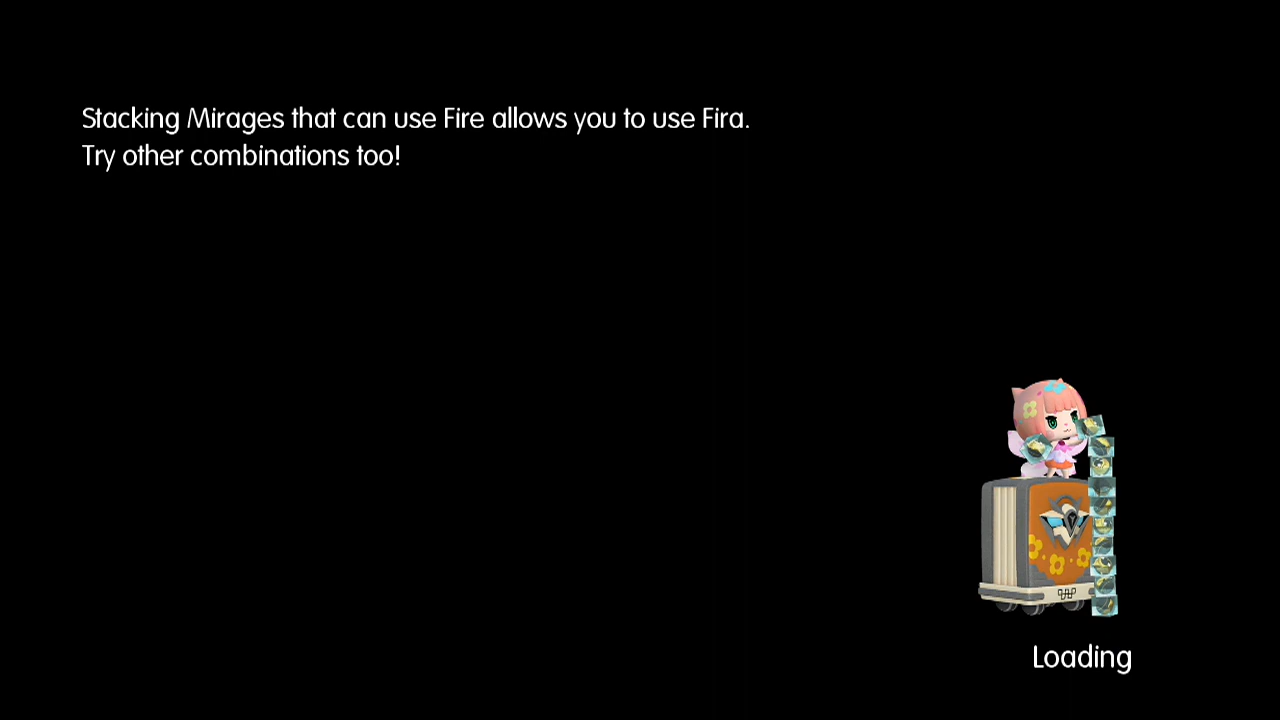 Stacking Mirages that can use Fire allows you to use Fira.
Try other combinations too!
Loading